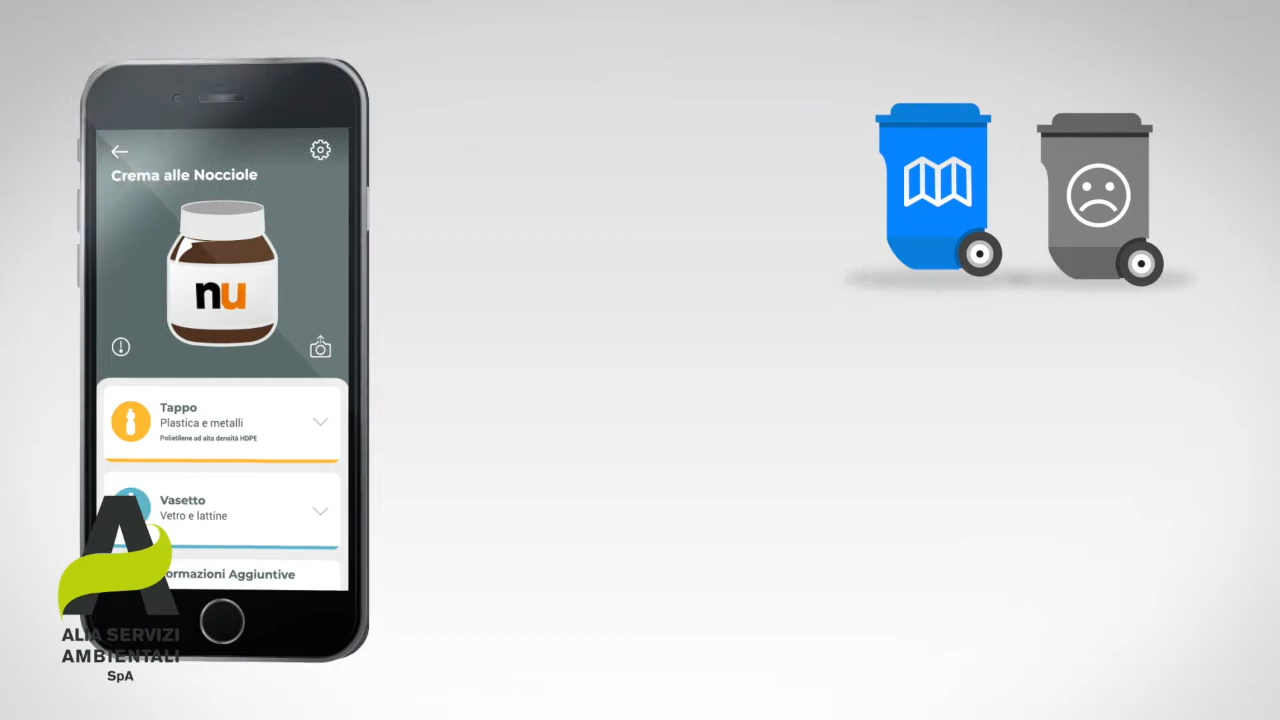 Crema alle Nocciole
nu
Tappo
Plastica e metalli
Polietilene ad alta densità HDPE
Vasetto
Vetro e lattine
ormazioni Aggiuntive
ALIA SERVIZI
AMBIENTALI
SpA